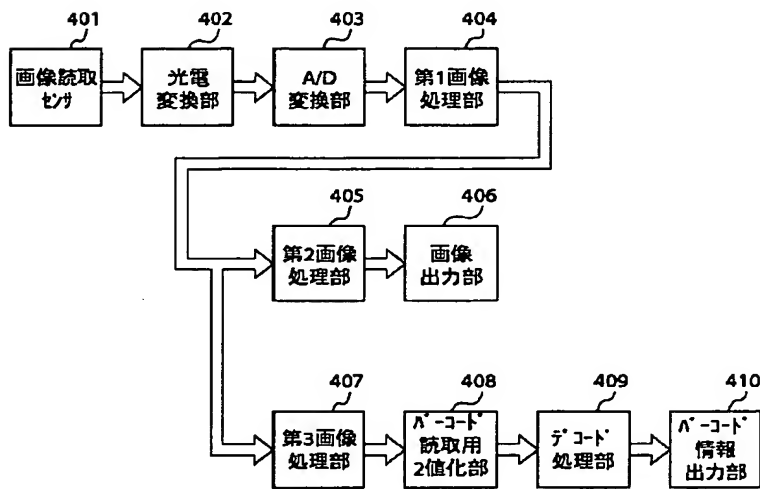 401
402
403
404
画像読取
センサ
光電
変換部
A/D
変換部
第1画像
処理部
405
406
第2画像
処理部
画像
出力部
407
408
409
410
第3画像
処理部
バーコード
読取用
2値化部
デコード
処理部
バーコード
情報
出力部